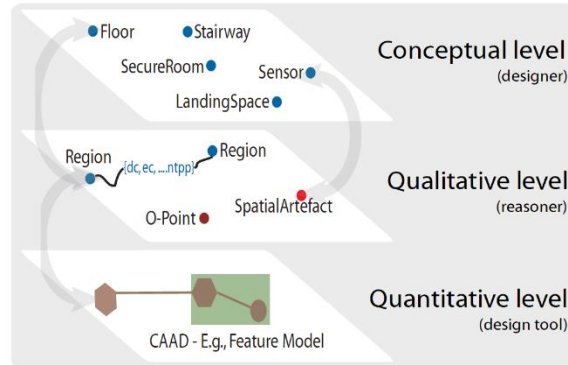 Floor
Stairway
SecureRoom
Sensor
LandingSpace
Conceptual level
(designer)
Region
{dc, ec, ....ntpp}
Region
SpatialArtefact
O-Point
Qualitative level
(reasoner)
CAAD - E.g., Feature Model
Quantitative level
(design tool)